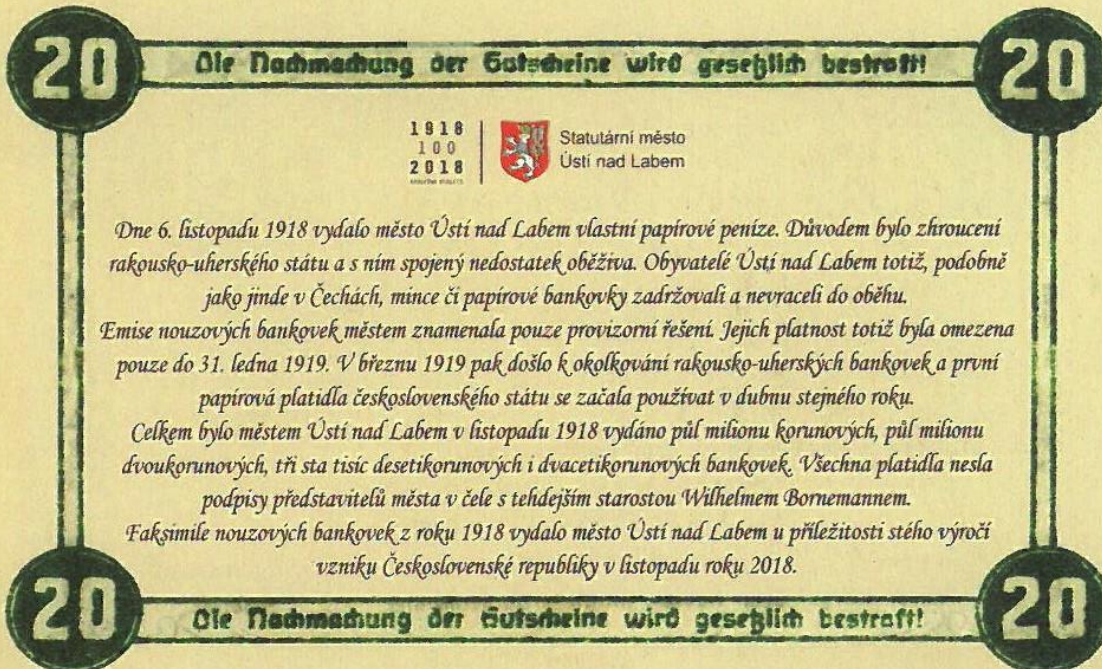 20 Die Nachmachung der Gutscheine wird gesetzlich bestraft! 20
1918
100
2018
Statutární město
Ústí nad Labem
Dne 6. listopadu 1918 vydalo město Ústí nad Labem vlastní papírové peníze. Důvodem bylo zhroucení
rakousko-uherského státu a s ním spojený nedostatek oběživa. Obyvatelé Ústí nad Labem totiž, podobně
jako jinde v Čechách, mince či papírové bankovky zadržovali a nevraceli do oběhu.
Emise nouzových bankovek městem znamenala pouze provizorní řešení. Jejich platnost totiž byla omezena
pouze do 31. ledna 1919. V březnu 1919 pak došlo k okolkování rakousko-uherských bankovek a první
papírová platidla československého státu se začala používat v dubnu stejného roku.
Celkem bylo městem Ústí nad Labem v listopadu 1918 vydáno půl milionu korunových, půl milionu
dvoukorunových, tři sta tisíc desetikorunových i dvacetikorunových bankovek. Všechna platidla nesla
podpisy představitelů města v čele s tehdejším starostou Wilhelmem Bornemannem.
Faksimile nouzových bankovek z roku 1918 vydalo město Ústí nad Labem u příležitosti stého výročí
vzniku Československé republiky v listopadu roku 2018.
20 Die Nachmachung der Gutscheine wird gesetzlich bestraft! 20